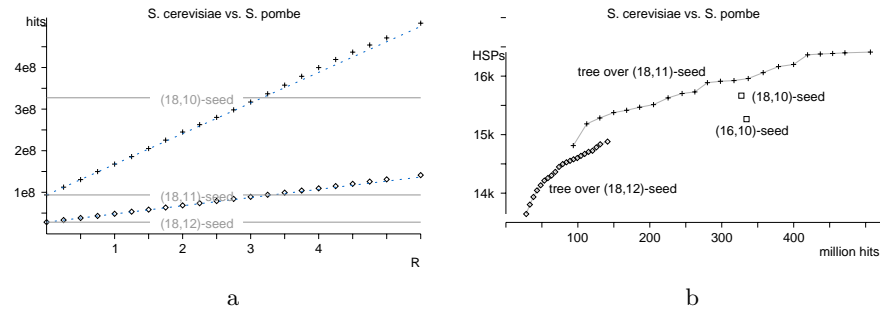 S. cerevisiae vs. S. pombe
hits
4e8
3e8
2e8
1e8
(18,10)-seed
(18,11)-seed
(18,12)-seed
1
2
3
4
R
a
S. cerevisiae vs. S. pombe
HSPs
16k
15k
14k
tree over (18,11)-seed
(18,10)-seed
(16,10)-seed
tree over (18,12)-seed
100
200
300
400
million hits
b